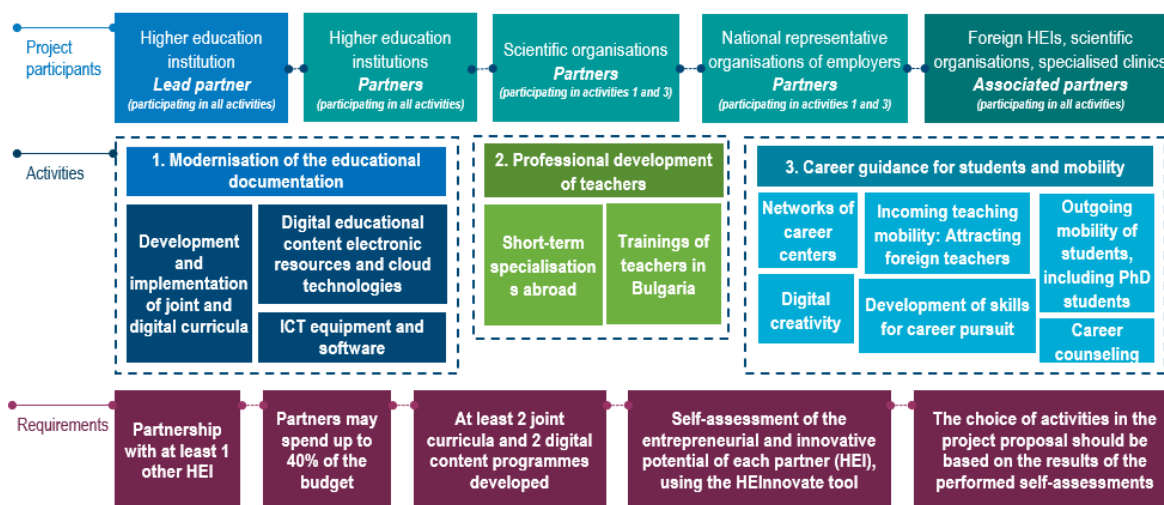 Project
participants
Higher education
institution
Lead partner
(participating in all activities)
Higher education
institutions
Partners
(participating in all activities)
Scientific organisations
Partners
(participating in activities 1 and 3)
National representative
organisations of employers
Partners
(participating in activities 1 and 3)
Foreign HEIs, scientific
organisations, specialised clinics
Associated partners
(participating in all activities)
Activities
1. Modernisation of the educational
documentation
Development
and
implementation
of joint and
digital curricula
Digital educational
content electronic
resources and cloud
technologies
ICT equipment and
software
2. Professional development
of teachers
Short-term
specialisation
s abroad
Trainings of
teachers in
Bulgaria
3. Career guidance for students and mobility
Networks of
career
centers
Incoming teaching
mobility: Attracting
foreign teachers
Outgoing
mobility of
students,
including PhD
students
Digital
creativity
Development of skills
for career pursuit
Career
counseling
Requirements
Partnership
with at least 1
other HEI
Partners may
spend up to
40% of the
budget
At least 2 joint
curricula and 2 digital
content programmes
developed
Self-assessment of the
entrepreneurial and innovative
potential of each partner (HEI),
using the HEInnovate tool
The choice of activities in the
project proposal should be
based on the results of the
performed self-assessments